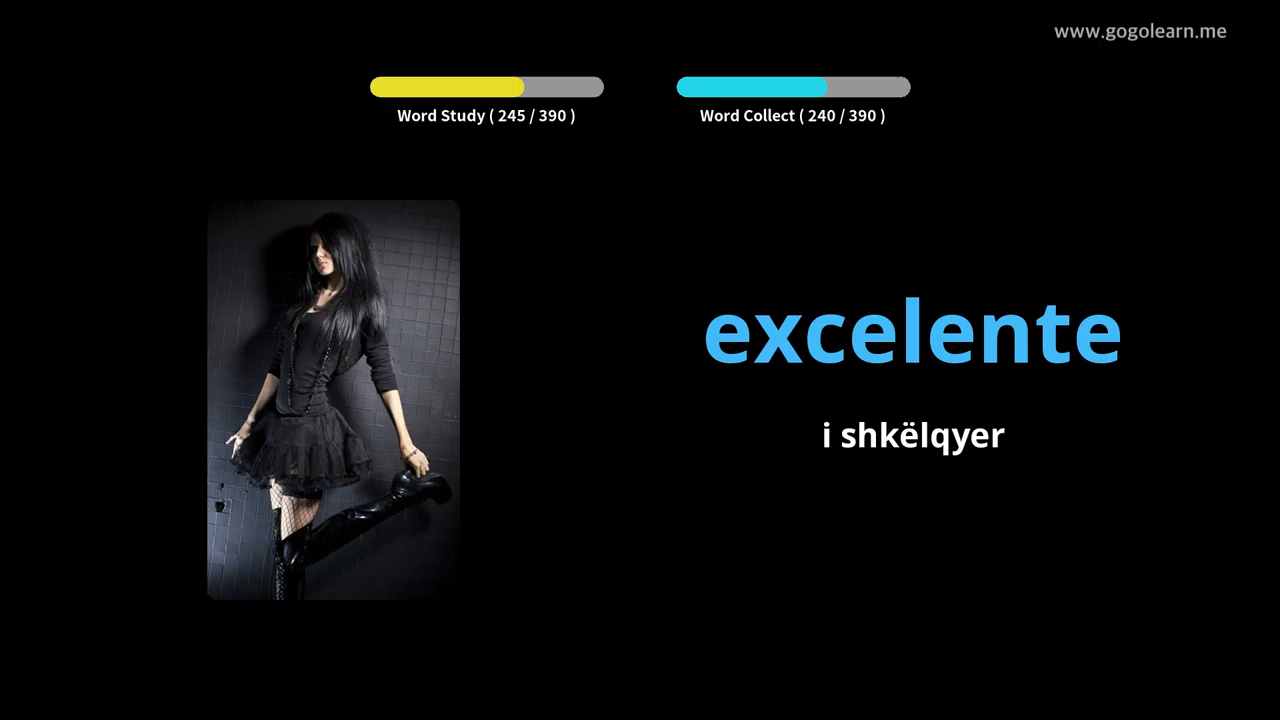 www.gogolearn.me
Word Study ( 245 / 390 )
Word Collect ( 240 / 390 )
excelente
i shkëlqyer